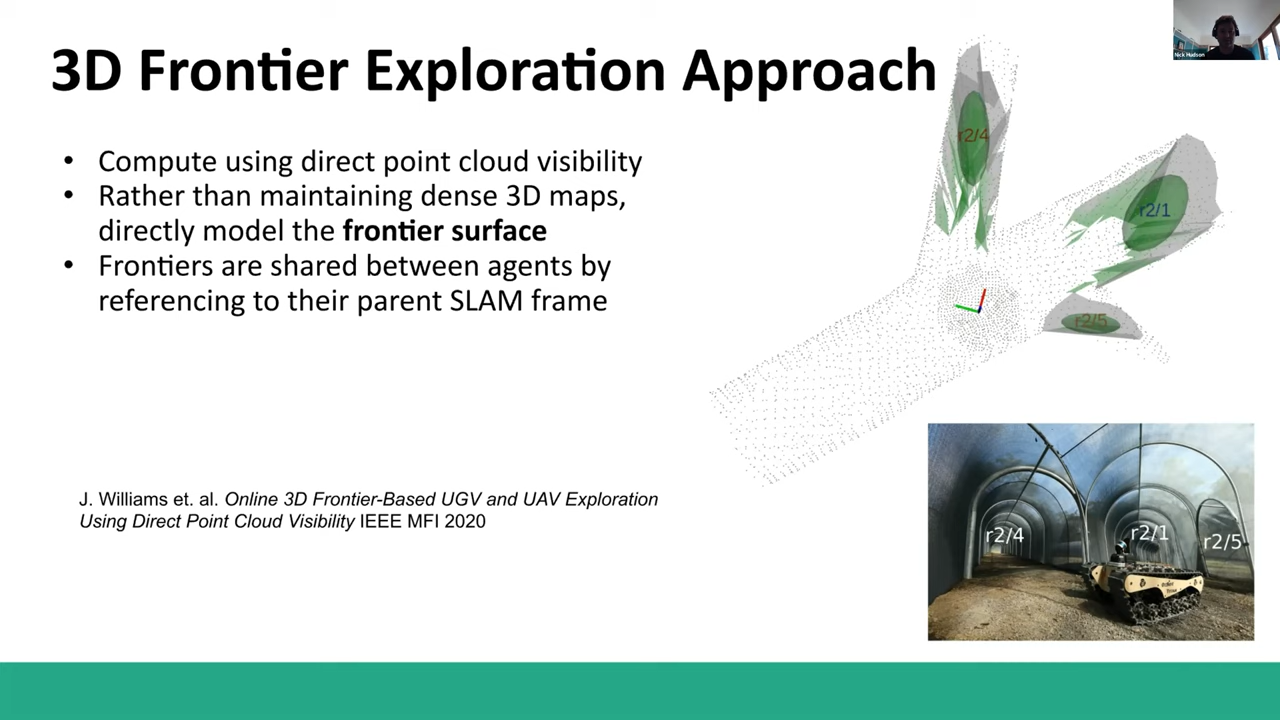 3D Frontier Exploration Approach
Nick Hudson
• Compute using direct point cloud visibility
• Rather than maintaining dense 3D maps,
directly model the frontier surface
• Frontiers are shared between agents by
referencing to their parent SLAM frame
r2/4
r2/1
r2/5
J. Williams et. al. Online 3D Frontier-Based UGV and UAV Exploration
Using Direct Point Cloud Visibility IEEE MFI 2020
r2/4
r2/1
r2/5